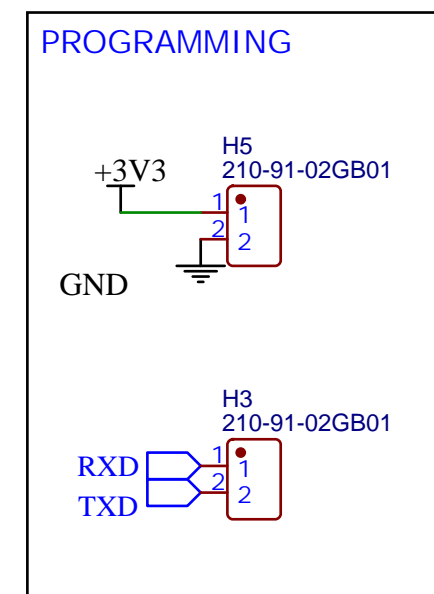 PROGRAMMING
H5
210-91-02GB01
+3V3
1 1
2 2
GND
H3
210-91-02GB01
RXD 1 1
TXD 2 2